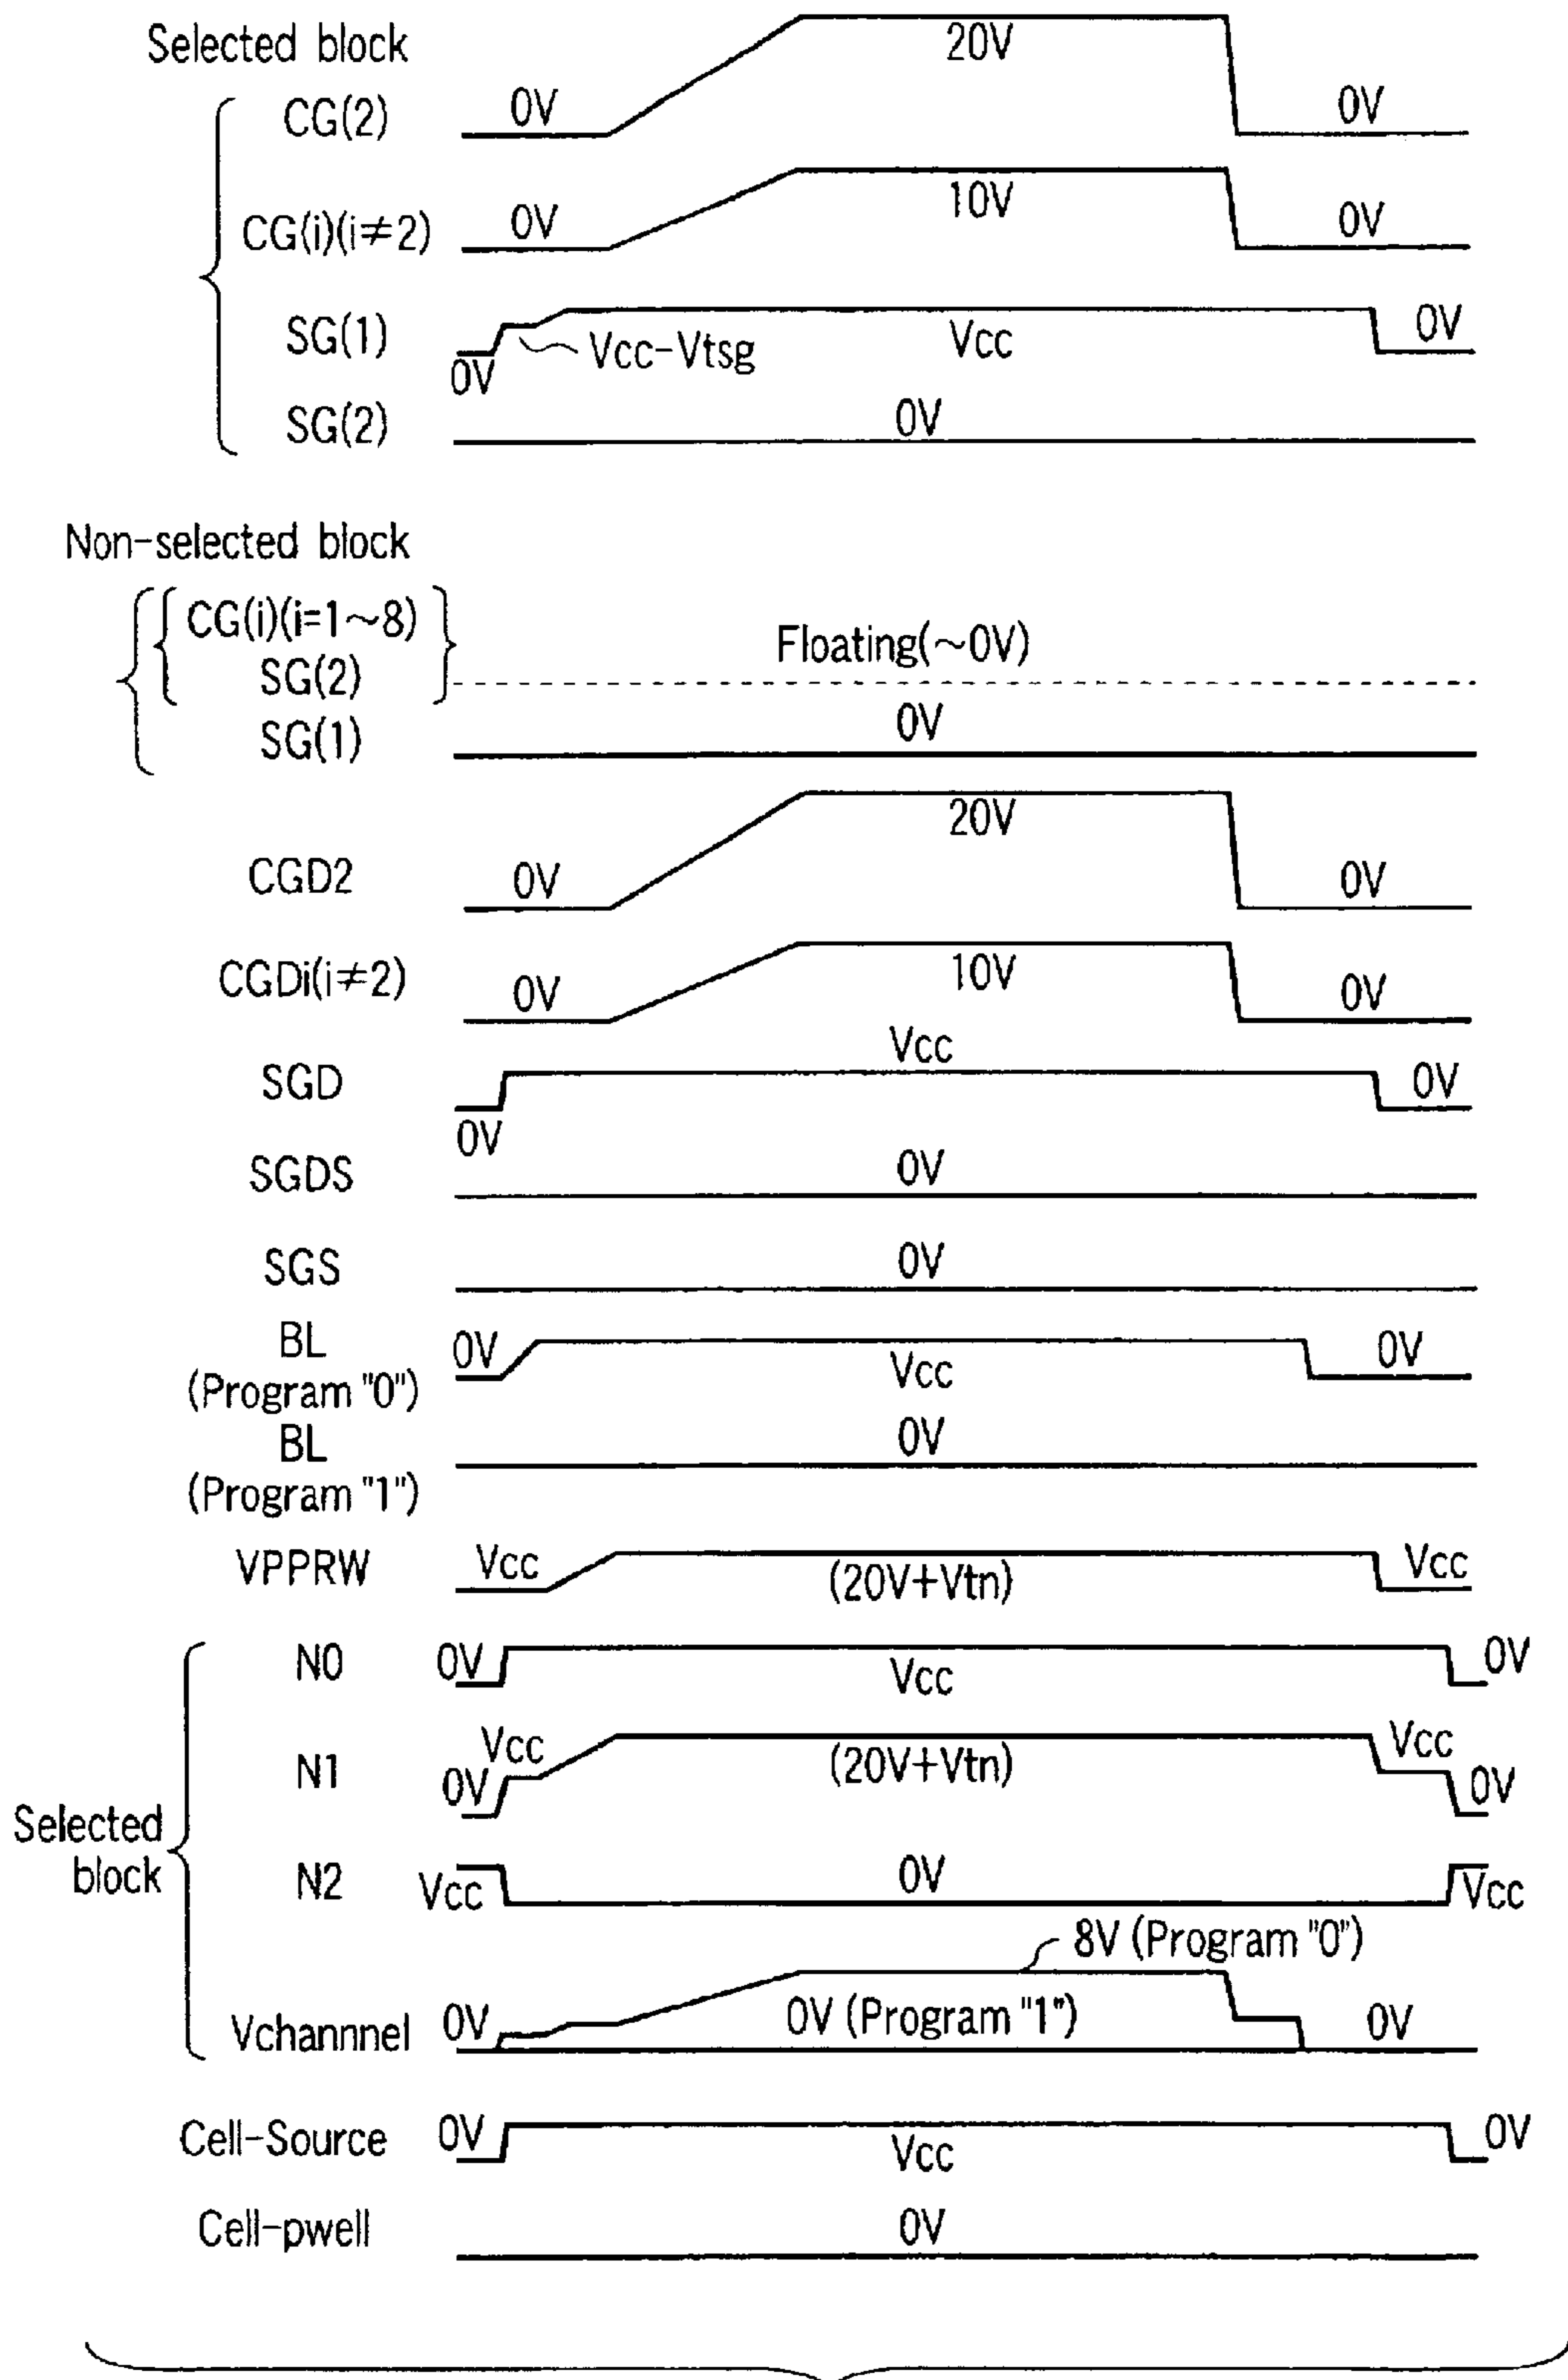 Selected block
20V
CG(2) 0V 0V
CG(i)(i≠2) 0V 10V 0V
SG(1) 0V Vcc-Vtsg Vcc 0V
SG(2) 0V
Non-selected block
CG(i)(i=1~8)
Floating(~0V)
SG(2)
SG(1) 0V
CGD2 0V 20V 0V
CGDi(i≠2) 0V 10V 0V
SGD 0V Vcc 0V
SGDS 0V
SGS 0V
BL 0V Vcc 0V
(Program "0")
BL 0V
(Program "1")
VPPRW Vcc (20V+Vtn) Vcc
N0 0V Vcc 0V
N1 0V Vcc (20V+Vtn) Vcc 0V
Selected
block
N2 Vcc 0V Vcc
8V (Program "0")
Vchannnel 0V 0V (Program "1") 0V
Cell-Source 0V Vcc 0V
Cell-pwell 0V